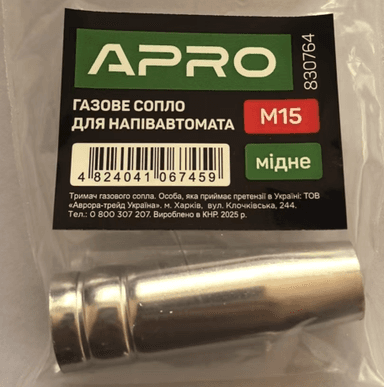 APRO
830764
ГАЗОВЕ СОПЛО
ДЛЯ НАПІВАВТОМАТА
M15
мідне
4 824041 067459
Тримач газового сопла. Особа, яка приймає претензії в Україні: ТОВ
«Аврора-трейд Україна». м. Харків, вул. Клочківська, 244.
Тел.: 0 800 307 207. Вироблено в КНР. 2025 р.